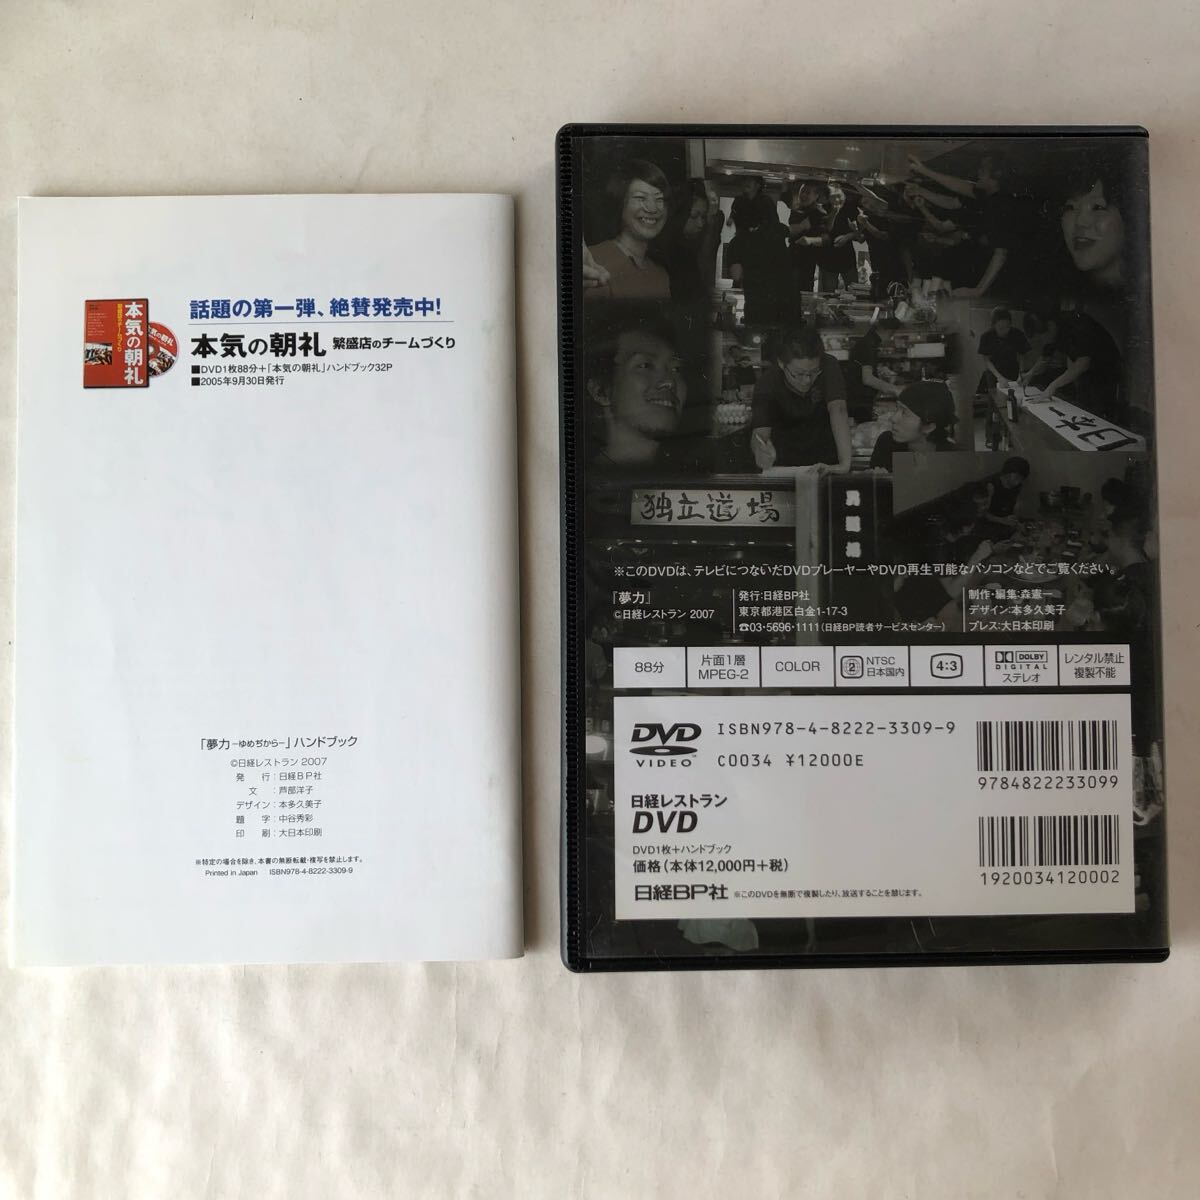 話題の第一弾、絶賛発売中!
本気の朝礼 繁盛店のチームづくり
■DVD1枚88分+「本気の朝礼」ハンドブック32P
■2005年9月30日発行
本気の朝礼
繁盛店のチームづくり
本気の朝礼
「夢力−ゆめぢから−」ハンドブック
©日経レストラン 2007
発 行:日経BP社
文:芦部洋子
デザイン:本多久美子
題 字:中谷秀彩
印 刷:大日本印刷
※特定の場合を除き、本書の無断転載・複写を禁止します。
Printed in Japan ISBN978-4-8222-3309-9
日本一
独立道場
※このDVDは、テレビにつないだDVDプレーヤーやDVD再生可能なパソコンなどでご覧ください。
『夢力』
©日経レストラン 2007
発行:日経BP社
東京都港区白金1-17-3
☎03・5696・1111(日経BP読者サービスセンター)
制作・編集:森憲一
デザイン:本多久美子
プレス:大日本印刷
88分
片面1層
MPEG-2
COLOR
2
NTSC
日本国内
4:3
DOLBY
DIGITAL
ステレオ
レンタル禁止
複製不能
DVD
VIDEO
ISBN978-4-8222-3309-9
C0034 ¥12000E
9784822233099
日経レストラン
DVD
DVD1枚+ハンドブック
価格(本体12,000円+税)
日経BP社 ※このDVDを無断で複製したり、放送することを禁じます。
1920034120002